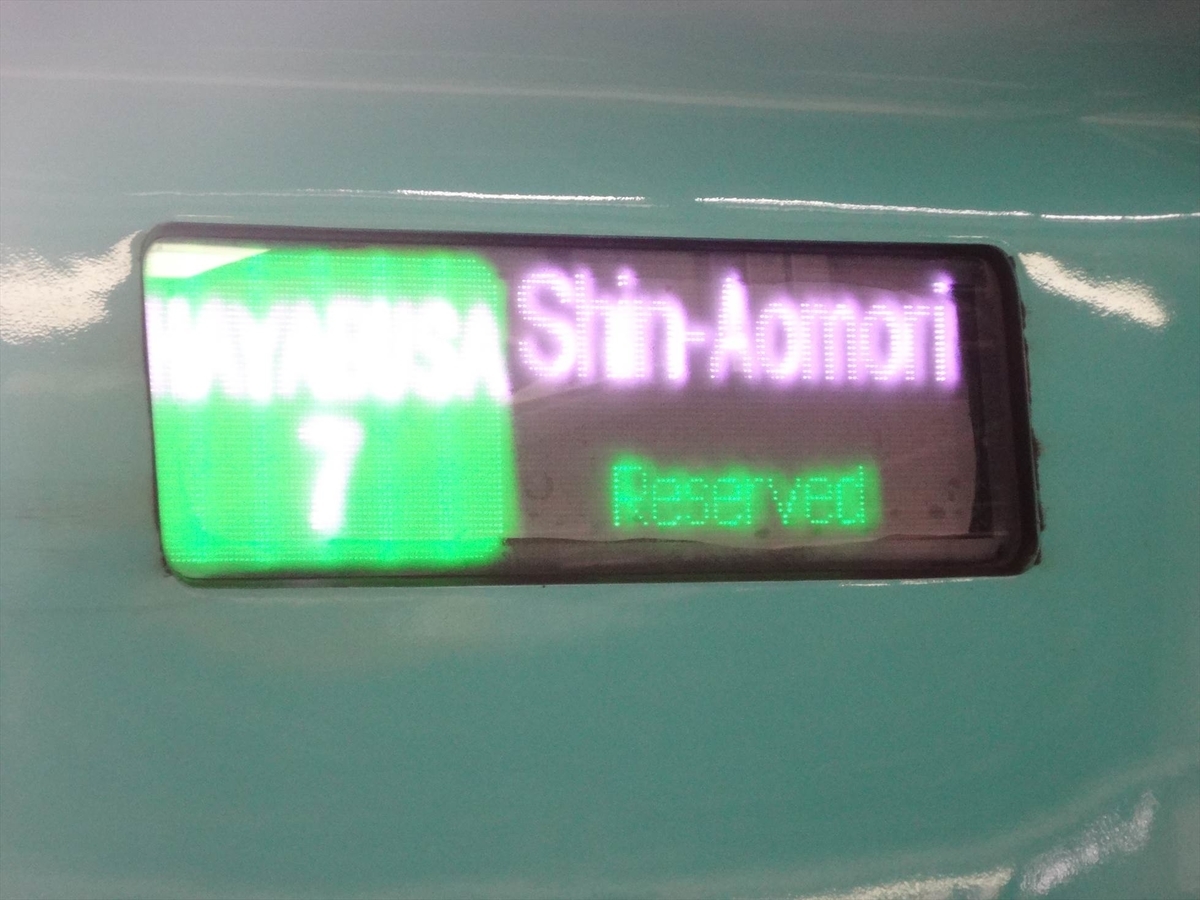 HAYABUSA
7
Shin-Aomori
Reserved